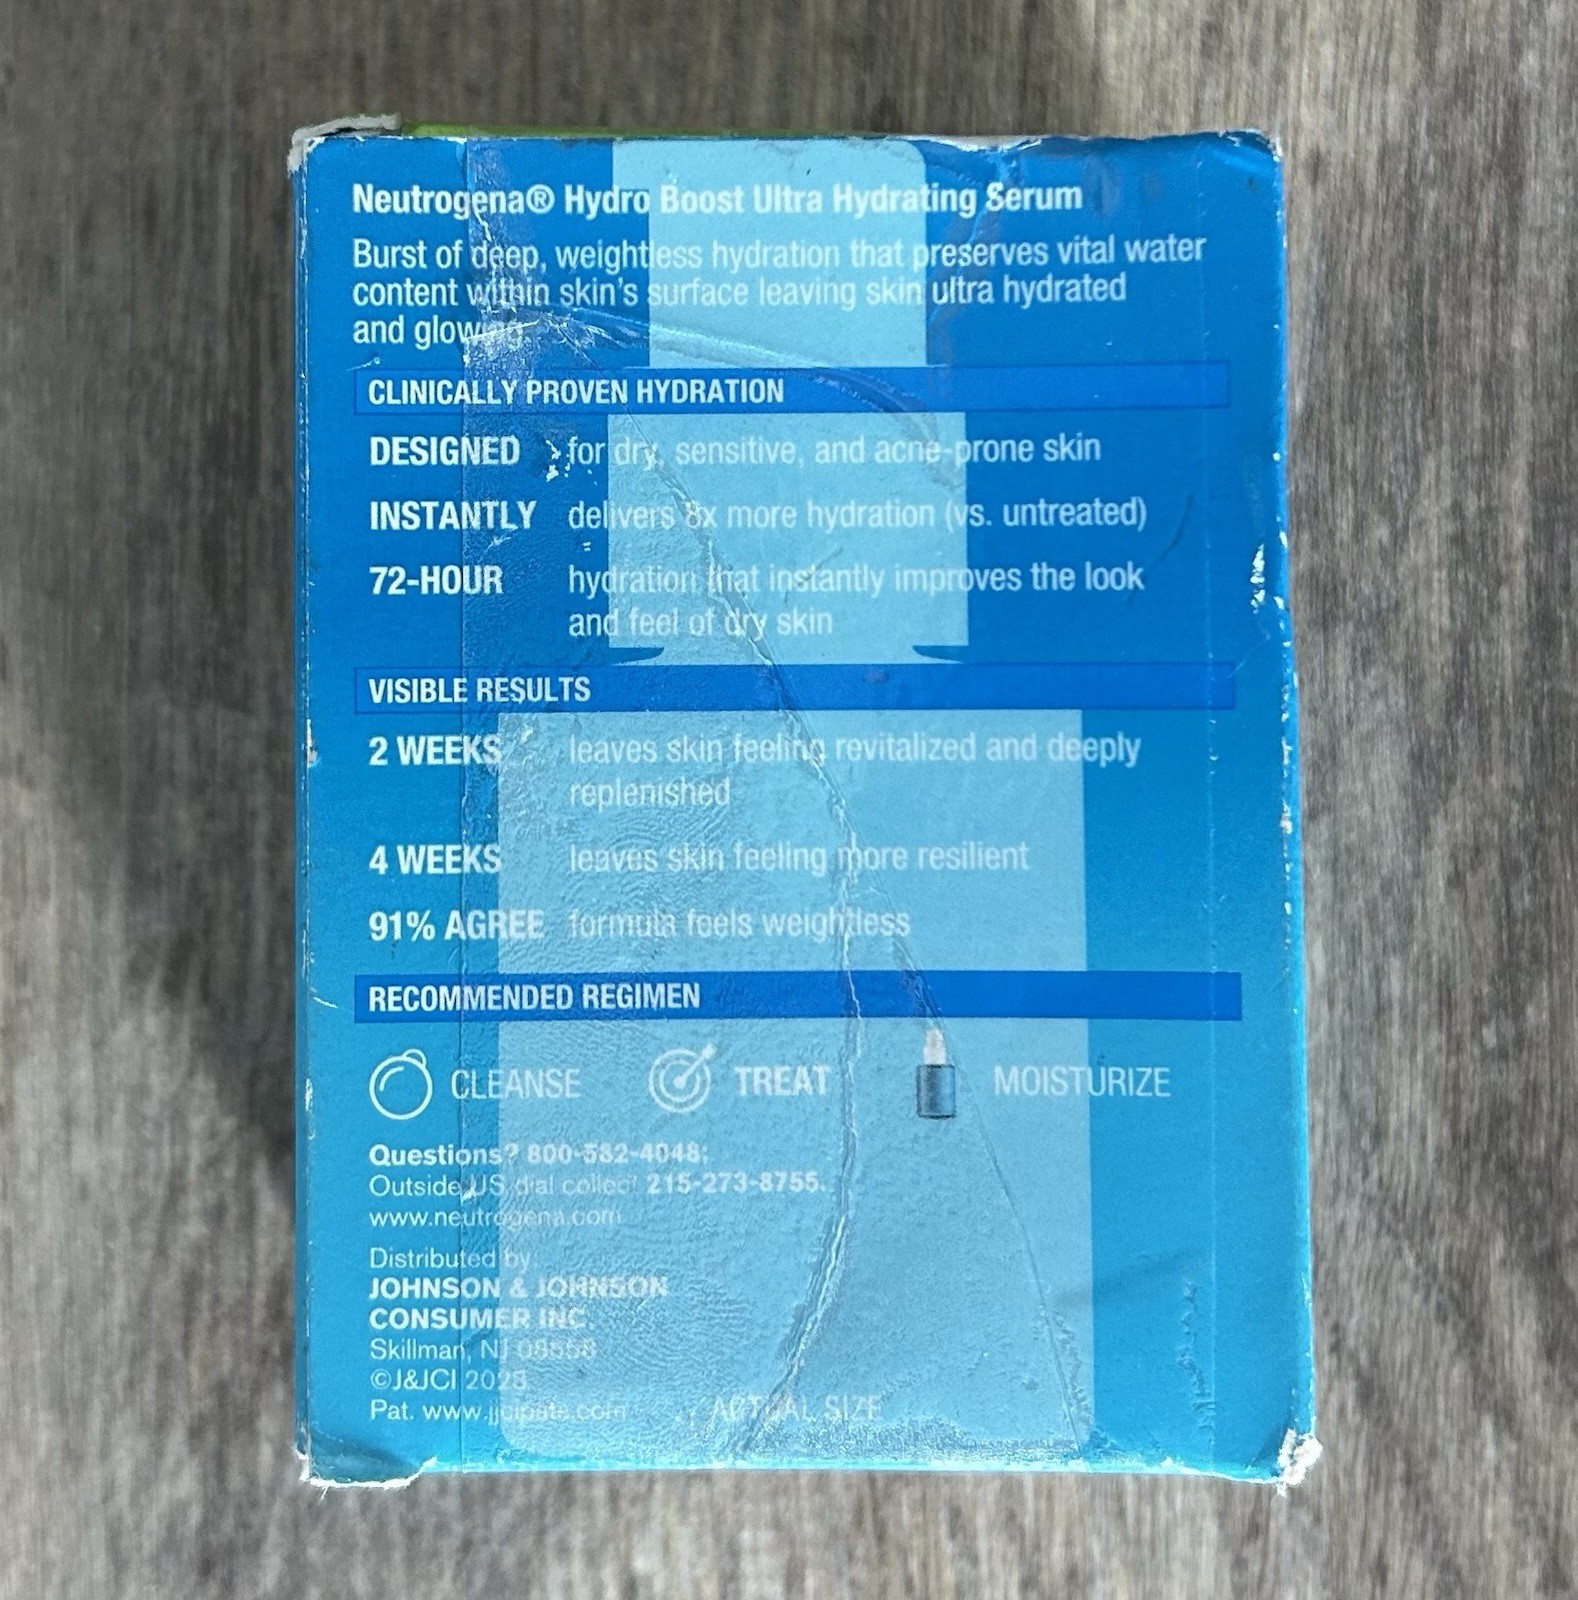 Neutrogena® Hydro Boost Ultra Hydrating Serum
Burst of deep, weightless hydration that preserves vital water
content within skin's surface leaving skin ultra hydrated
and glowing.
CLINICALLY PROVEN HYDRATION
DESIGNED for dry, sensitive, and acne-prone skin
INSTANTLY delivers 8x more hydration (vs. untreated)
72-HOUR hydration that instantly improves the look
and feel of dry skin
VISIBLE RESULTS
2 WEEKS leaves skin feeling revitalized and deeply
replenished
4 WEEKS leaves skin feeling more resilient
91% AGREE formula feels weightless
RECOMMENDED REGIMEN
CLEANSE TREAT MOISTURIZE
Questions? 800-582-4048;
Outside US dial collect 215-273-8755.
www.neutrogena.com
Distributed by:
JOHNSON & JOHNSON
CONSUMER INC.
Skillman, NJ 08558
©J&JCI 2023
Pat. www.jjcipats.com
ACTUAL SIZE